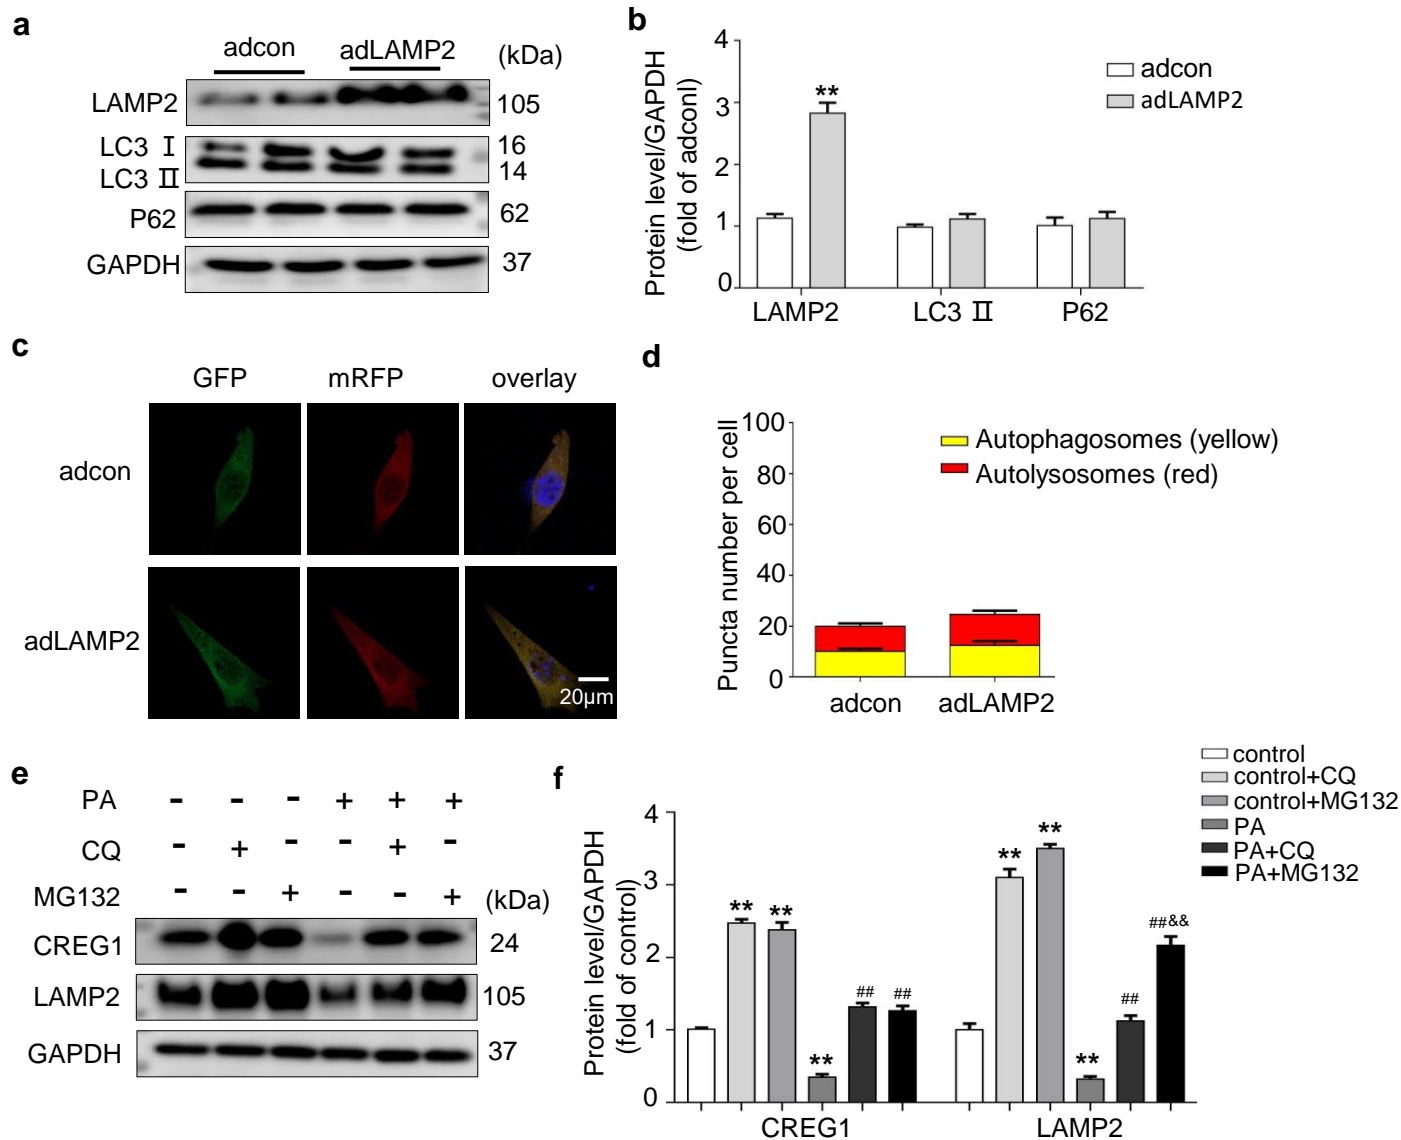 a
adcon
adLAMP2
(kDa)
LAMP2
105
LC3 Ⅰ
16
LC3 Ⅱ
14
P62
62
GAPDH
37
b
Protein level/GAPDH
(fold of adconl)
4
3
2
1
0
**
adcon
adLAMP2
LAMP2
LC3 Ⅱ
P62
c
GFP
mRFP
overlay
adcon
adLAMP2
20μm
d
Puncta number per cell
100
80
60
40
20
0
Autophagosomes (yellow)
Autolysosomes (red)
adcon
adLAMP2
e
PA - - - + + +
CQ - + - - + -
MG132 - - + - - +
(kDa)
CREG1
24
LAMP2
105
GAPDH
37
f
Protein level/GAPDH
(fold of control)
4
3
2
1
0
**
**
**
##
##
**
**
**
##
##&&
control
control+CQ
control+MG132
PA
PA+CQ
PA+MG132
CREG1
LAMP2